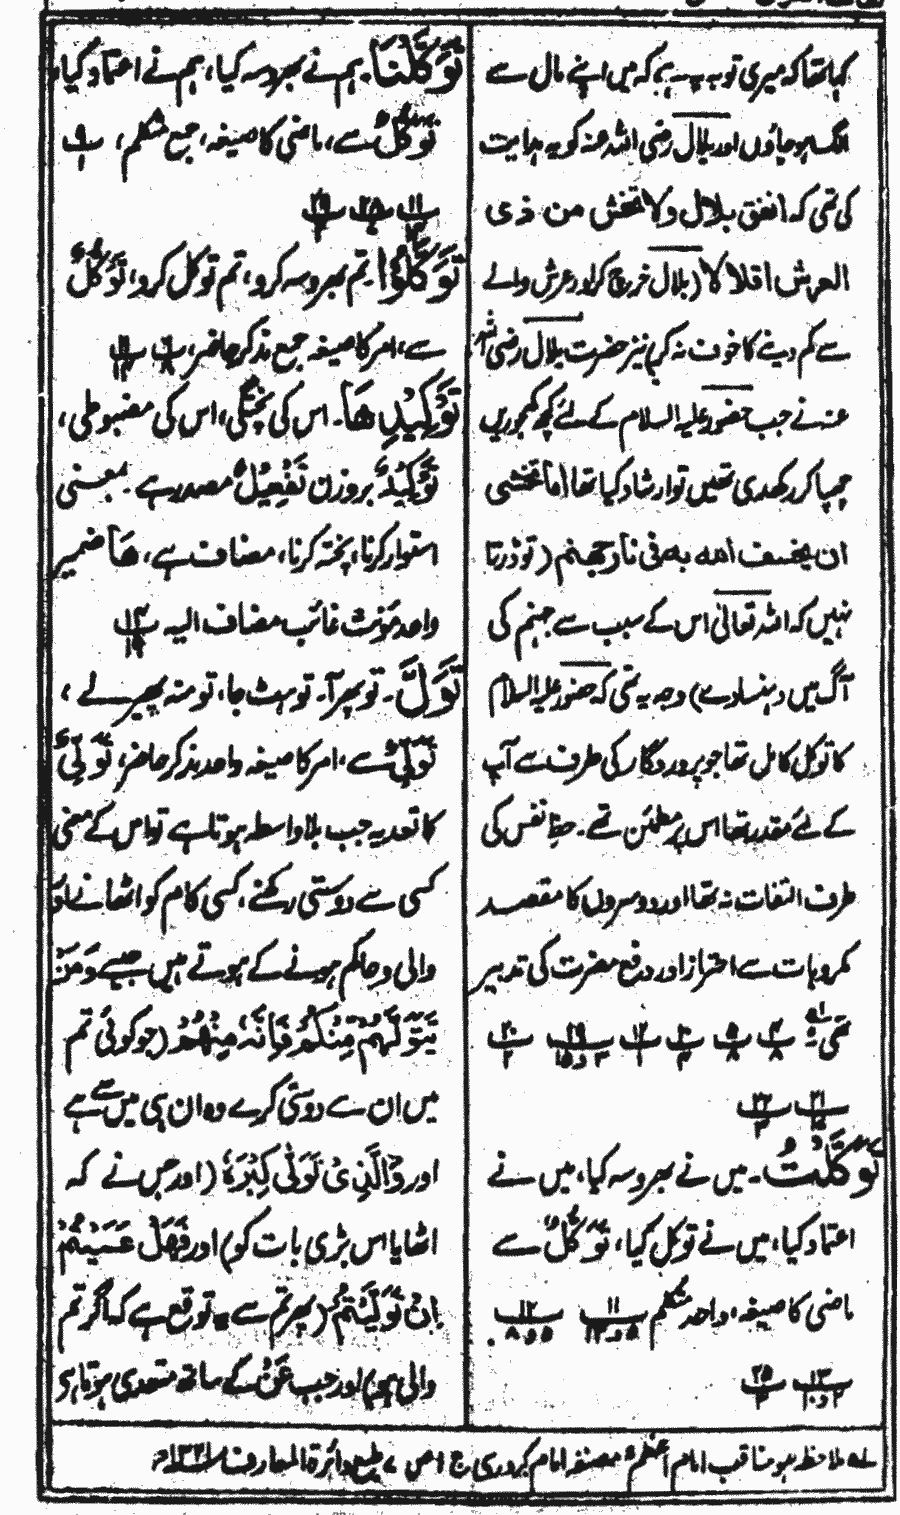 کہا تھا کہ میری تو جہ یہ ہے کہ میں اپنے مال سے
الگ ہو جاؤں اور بلال رضی اللہ عنہ کو یہ ہدایت
کی تھی کہ انفق بلال ولا تخش من ذی
العرش اقلالا (بلال خرچ کر اور عرش والے
سے کم دینے کا خوف نہ کر) نیز حضرت بلال رضی اللہ
عنہ نے جب حضور علیہ السلام کے لئے کچھ کھجوریں
چھپا کر رکھدی تھیں تو ارشاد کیا تھا اما تخشی
ان یخسف الله به فی نار جهنم (تو ڈرتا
نہیں کہ اللہ تعالیٰ اس کے سبب سے جہنم کی
آگ میں دہنسا دے) وجہ یہ تھی کہ حضور علیہ السلام
کا توکل کامل تھا جو پروردگار کی طرف سے آپ
کے لئے مقدر تھا اس پر مطمئن تھے۔ حظِّ نفس کی
طرف التفات نہ تھا اور دوسروں کا مقصد
مکروہات سے احتراز اور دفع مضرت کی تدبیر
تھی
تَوَكَّلْتُ۔ میں نے بھروسہ کیا، میں نے
اعتماد کیا، میں نے توکل کیا، تَوَكُّلٌ سے
ماضی کا صیغہ، واحد متکلم
تَوَكَّلْنَا۔ ہم نے بھروسہ کیا، ہم نے اعتماد کیا،
تَوَكُّلٌ سے، ماضی کا صیغہ، جمع متکلم،
تَوَكَّلُوْا۔ تم بھروسہ کرو، تم توکل کرو، تَوَكُّلٌ
سے، امر کا صیغہ جمع مذکر حاضر،
تَوْكِيْدِهَا۔ اس کی پختگی، اس کی مضبوطی،
تَوْكِيْدٌ بروزن تَفْعِيْلٌ مصدر ہے۔ بمعنی
استوار کرنا، پختہ کرنا، مضاف ہے، هَا ضمیر
واحد مؤنث غائب مضاف الیہ
تَوَلَّ۔ تو پھر آ۔ تو ہٹ جا، تو منہ پھیر لے،
تَوَلِّیْ سے، امر کا صیغہ واحد مذکر حاضر، تَوَلِّیْ
کا تعدیہ جب بلا واسطہ ہوتا ہے تو اس کے معنی
کسی سے دوستی رکھنے، کسی کا م کو اٹھانے اور
والی و حاکم ہونے کے ہوتے ہیں جیسے وَمَنْ
يَتَوَلَّهُمْ مِنْكُمْ فَاِنَّهٗ مِنْهُمْ (جو کوئی تم
میں ان سے دوستی کرے وہ ان ہی میں سے ہے
اور وَالَّذِیْ تَوَلّٰی كِبْرَهٗ (اور جس نے کہ
اٹھایا اس بڑی بات کو) اور فَهَلْ عَسَيْتُمْ
اِنْ تَوَلَّيْتُمْ (پھر تم سے یہ توقع ہے کہ اگر تم
والی ہو) اور جب عَنْ کے ساتھ متعدی ہوتا ہے
ملاحظہ ہو مناقب امام اعظم مصنفہ امام کردری ج ۱ ص طبع دائرۃ المعارف